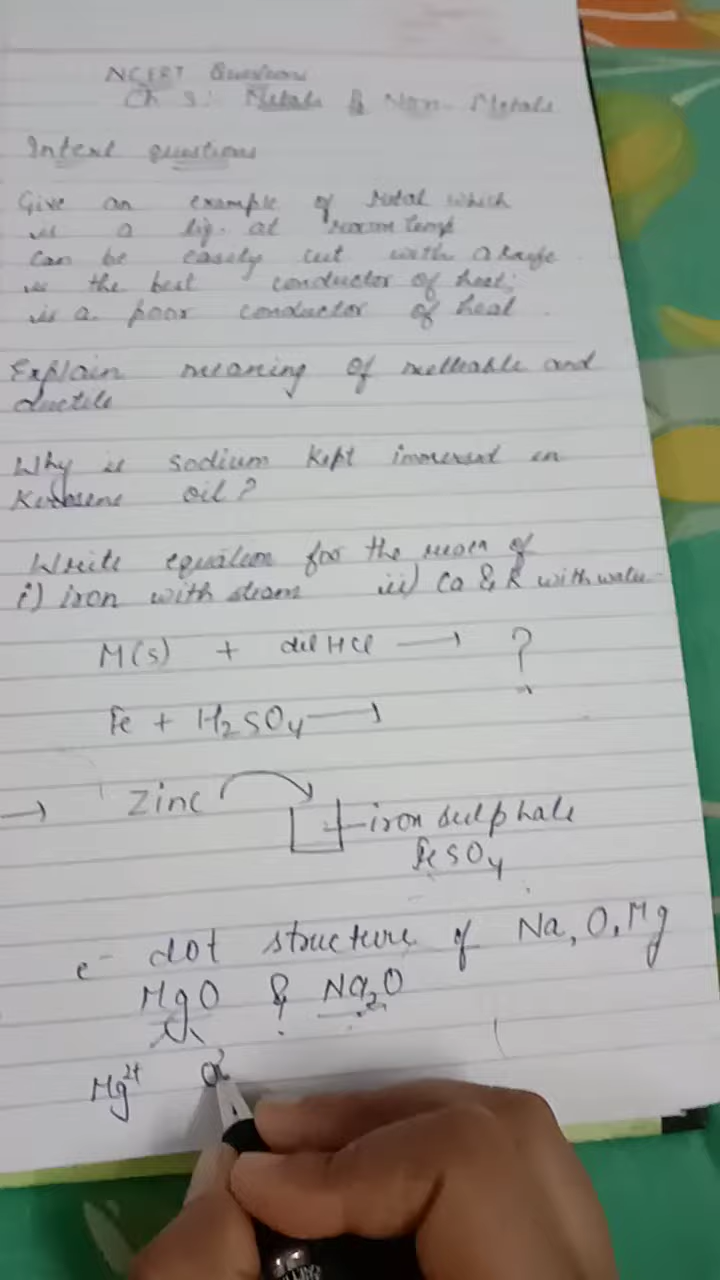 NCERT Questions
Ch 3: Metals & Non-Metals
Intext questions
Give an example of Metal which
is a liq. at room temp
can be easily cut with a knife
is the best conductor of heat
is a poor conductor of heat.
Explain meaning of melleable and
ductile
Why is sodium kept immersed in
Kerosene oil?
Write equation for the
i) iron with steam ii) Ca & K with water
M(s) + dil HCl → ?
Fe + H2SO4 →
→ Zinc iron sulphate
FeSO4
e- dot structure of Na, O, Mg
MgO & Na2O
Mg2+ O2